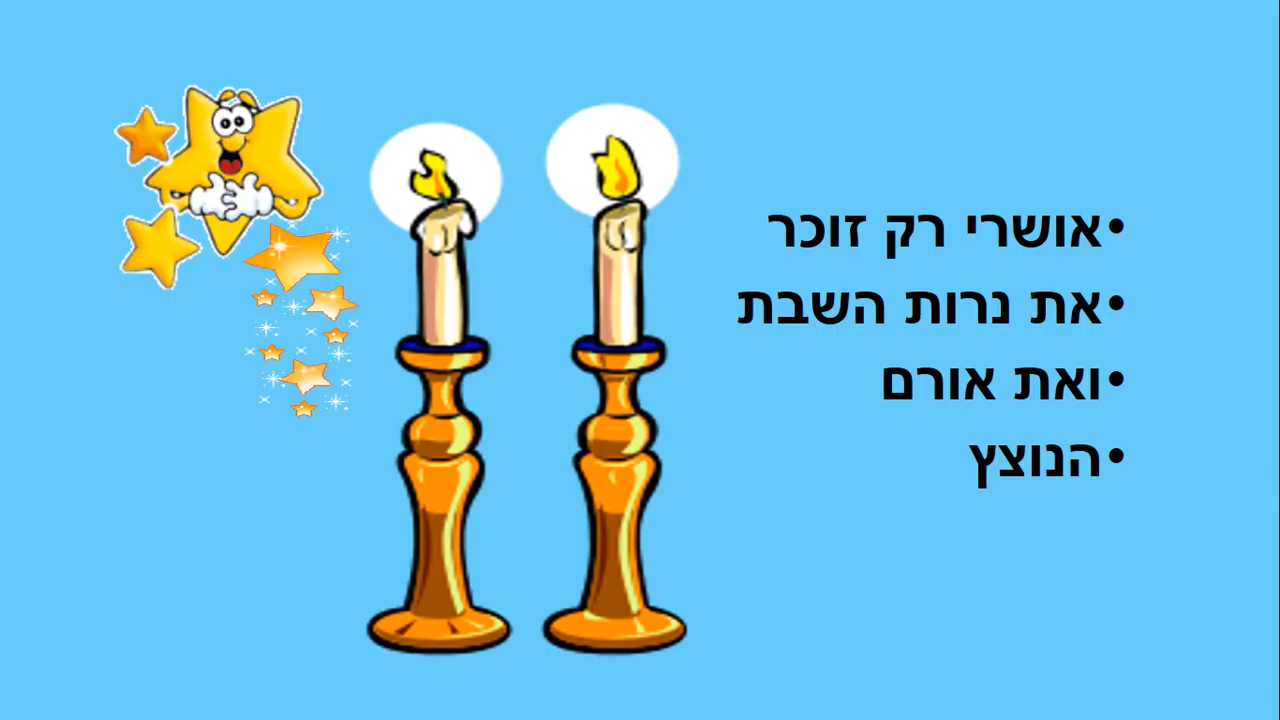 •אושרי רק זוכר
•את נרות השבת
•ואת אורם
•הנוצץ